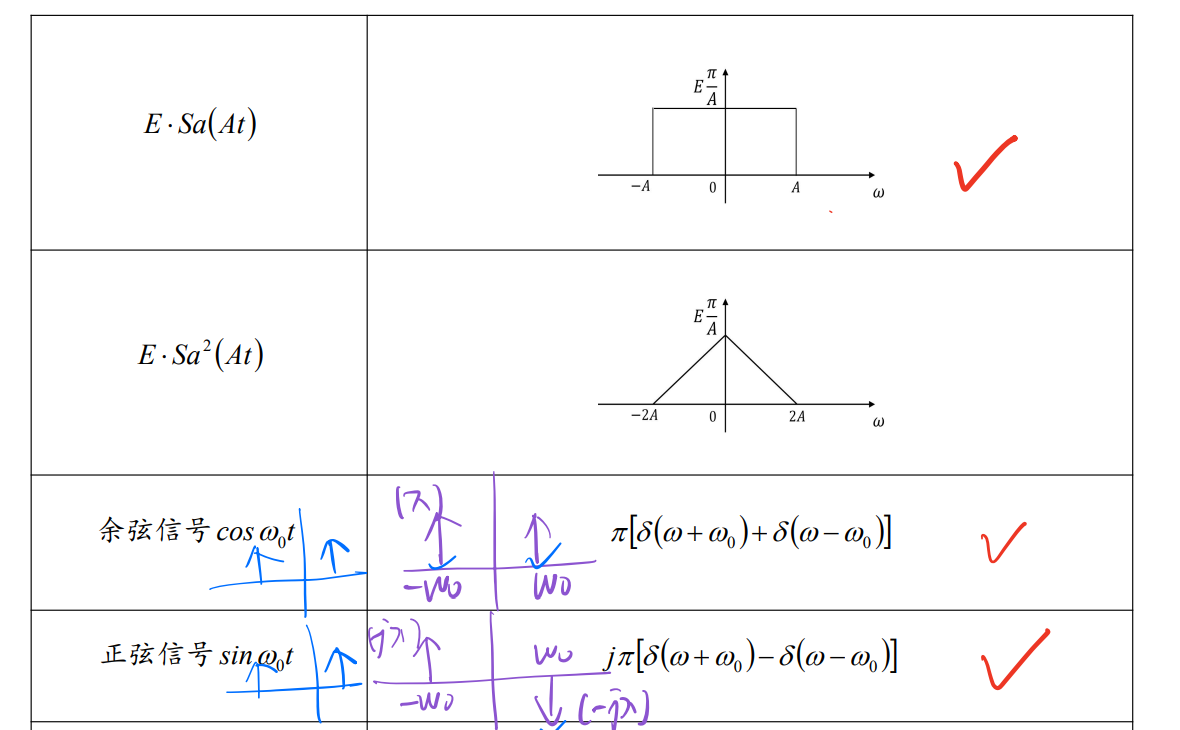 E·Sa(At)
E π/A
−A 0 A ω
E·Sa²(At)
E π/A
−2A 0 2A ω
余弦信号 cos ω₀t
(π)
−W0 W0
π[δ(ω+ω₀)+δ(ω−ω₀)]
正弦信号 sin ω₀t
(jπ)
−W0
W0
(-jπ)
jπ[δ(ω+ω₀)−δ(ω−ω₀)]